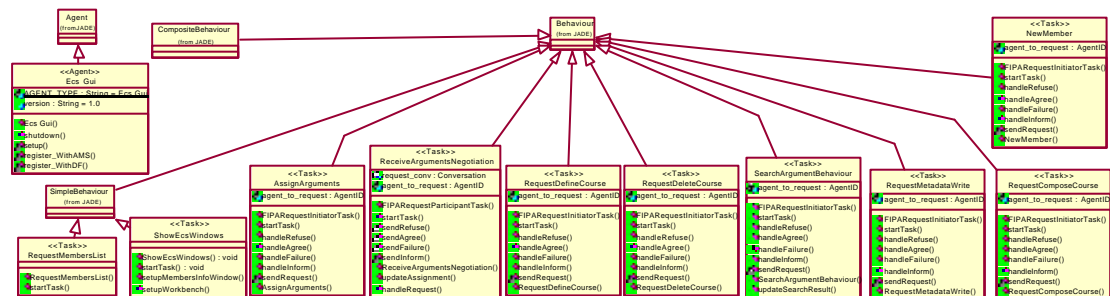 Agent
(fromJADE)
<<Agent>>
Ecs Gui
AGENT_TYPE : String = Ecs Gui
version : String = 1.0
Ecs Gui()
shutdown()
setup()
register_WithAMS()
register_WithDF()
CompositeBehaviour
(from JADE)
Behaviour
(from JADE)
SimpleBehaviour
(from JADE)
<<Task>>
RequestMembersList
RequestMembersList()
startTask()
<<Task>>
ShowEcsWindows
ShowEcsWindows() : void
startTask() : void
setupMembersInfoWindow()
setupWorkbench()
<<Task>>
AssignArguments
agent_to_request : AgentID
FIPARequestInitiatorTask()
startTask()
handleRefuse()
handleAgree()
handleFailure()
handleInform()
sendRequest()
AssignArguments()
<<Task>>
ReceiveArgumentsNegotiation
request_conv : Conversation
agent_to_request : AgentID
FIPARequestParticipantTask()
startTask()
sendRefuse()
sendAgree()
sendFailure()
sendInform()
ReceiveArgumentsNegotiation()
updateAssignment()
handleRequest()
<<Task>>
RequestDefineCourse
agent_to_request : AgentID
FIPARequestInitiatorTask()
startTask()
handleRefuse()
handleAgree()
handleFailure()
handleInform()
sendRequest()
RequestDefineCourse()
<<Task>>
RequestDeleteCourse
agent_to_request : AgentID
FIPARequestInitiatorTask()
startTask()
handleRefuse()
handleAgree()
handleFailure()
handleInform()
sendRequest()
RequestDeleteCourse()
<<Task>>
SearchArgumentBehaviour
agent_to_request : AgentID
FIPARequestInitiatorTask()
startTask()
handleRefuse()
handleAgree()
handleFailure()
handleInform()
sendRequest()
SearchArgumentBehaviour()
updateSearchResult()
<<Task>>
RequestMetadataWrite
agent_to_request : AgentID
FIPARequestInitiatorTask()
startTask()
handleRefuse()
handleAgree()
handleFailure()
handleInform()
sendRequest()
RequestMetadataWrite()
<<Task>>
RequestComposeCourse
agent_to_request : AgentID
FIPARequestInitiatorTask()
startTask()
handleRefuse()
handleAgree()
handleFailure()
handleInform()
sendRequest()
RequestComposeCourse()
<<Task>>
NewMember
agent_to_request : AgentID
FIPARequestInitiatorTask()
startTask()
handleRefuse()
handleAgree()
handleFailure()
handleInform()
sendRequest()
NewMember()